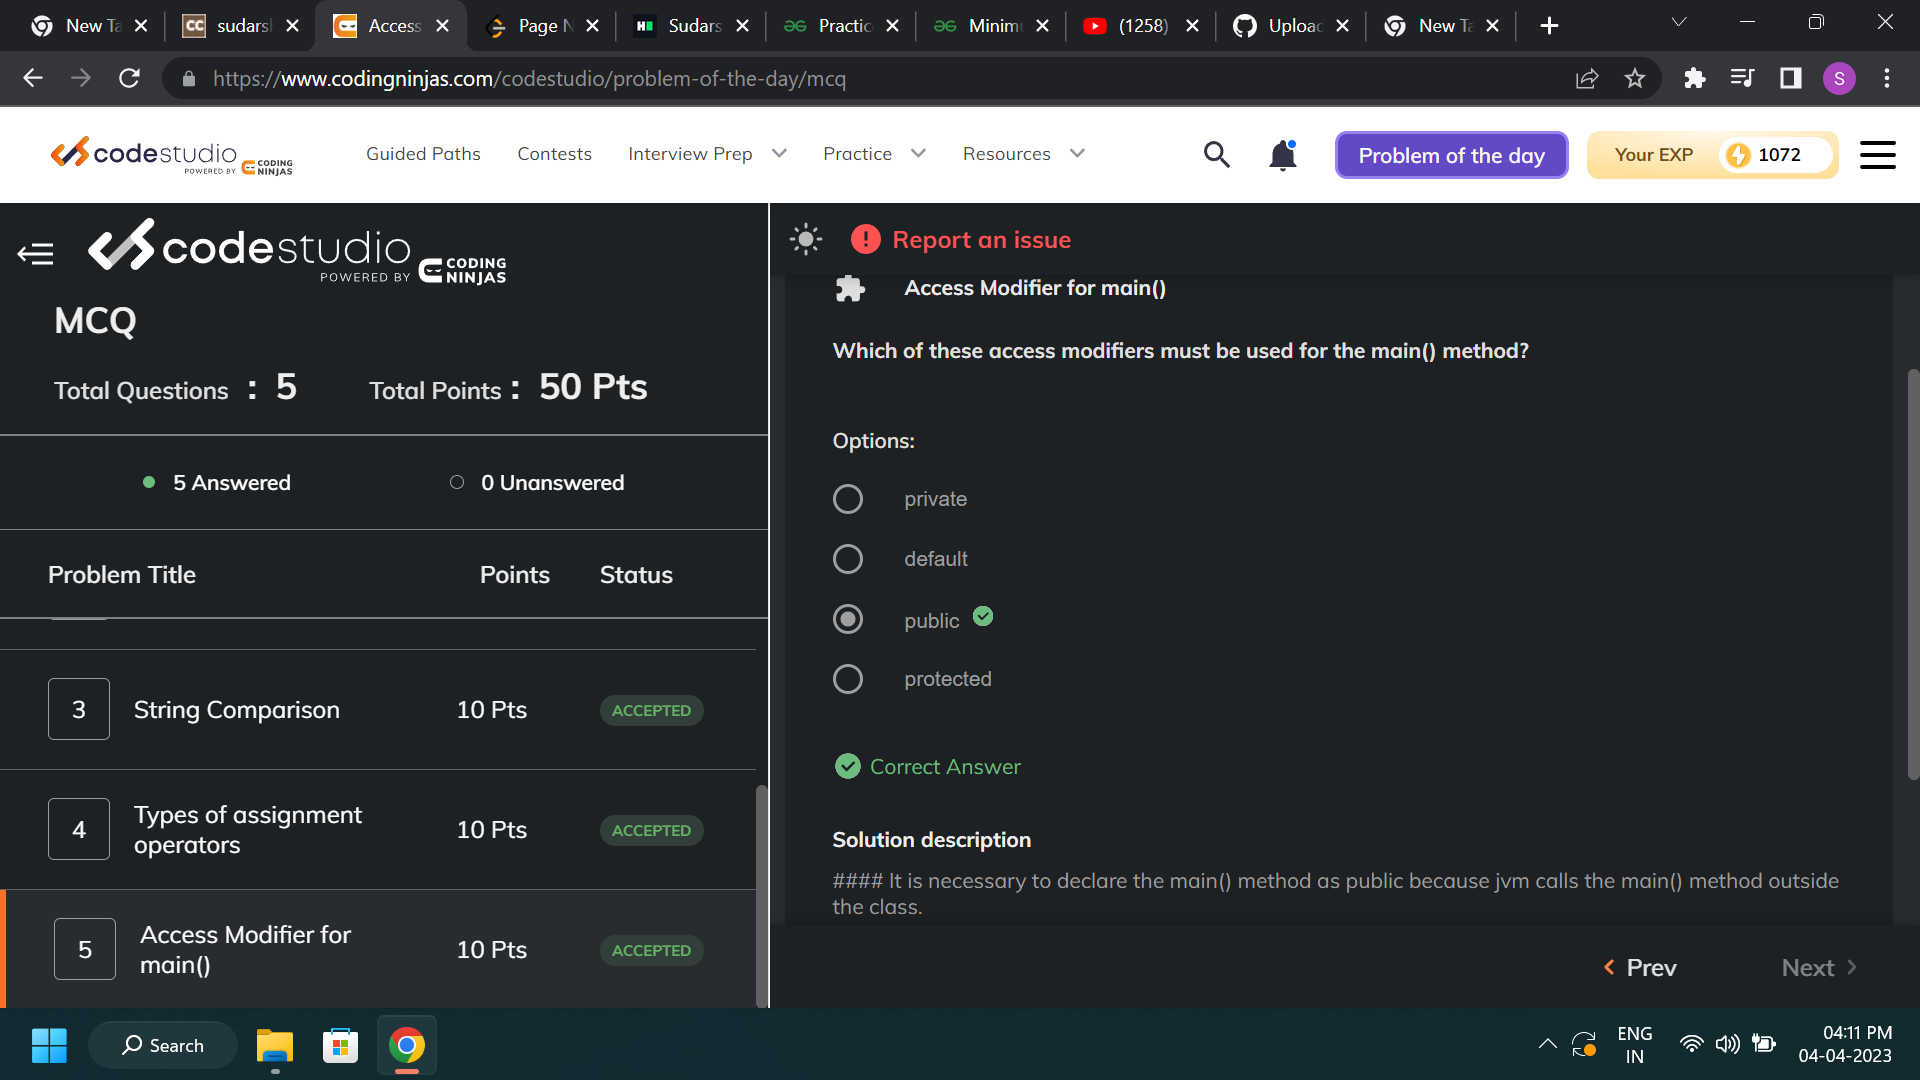 New Ta
sudarsh
Access
Page N
Sudars
Practic
Minim
(1258)
Upload
New Ta
https://www.codingninjas.com/codestudio/problem-of-the-day/mcq
S
codestudio
POWERED BY CODING NINJAS
Guided Paths
Contests
Interview Prep
Practice
Resources
Problem of the day
Your EXP
1072
codestudio
POWERED BY CODING NINJAS
MCQ
Total Questions : 5 Total Points : 50 Pts
5 Answered 0 Unanswered
Problem Title Points Status
3 String Comparison 10 Pts ACCEPTED
4 Types of assignment operators 10 Pts ACCEPTED
5 Access Modifier for main() 10 Pts ACCEPTED
Report an issue
Access Modifier for main()
Which of these access modifiers must be used for the main() method?
Options:
private
default
public
protected
Correct Answer
Solution description
#### It is necessary to declare the main() method as public because jvm calls the main() method outside
the class.
Prev Next
Search
ENG
IN
04:11 PM
04-04-2023